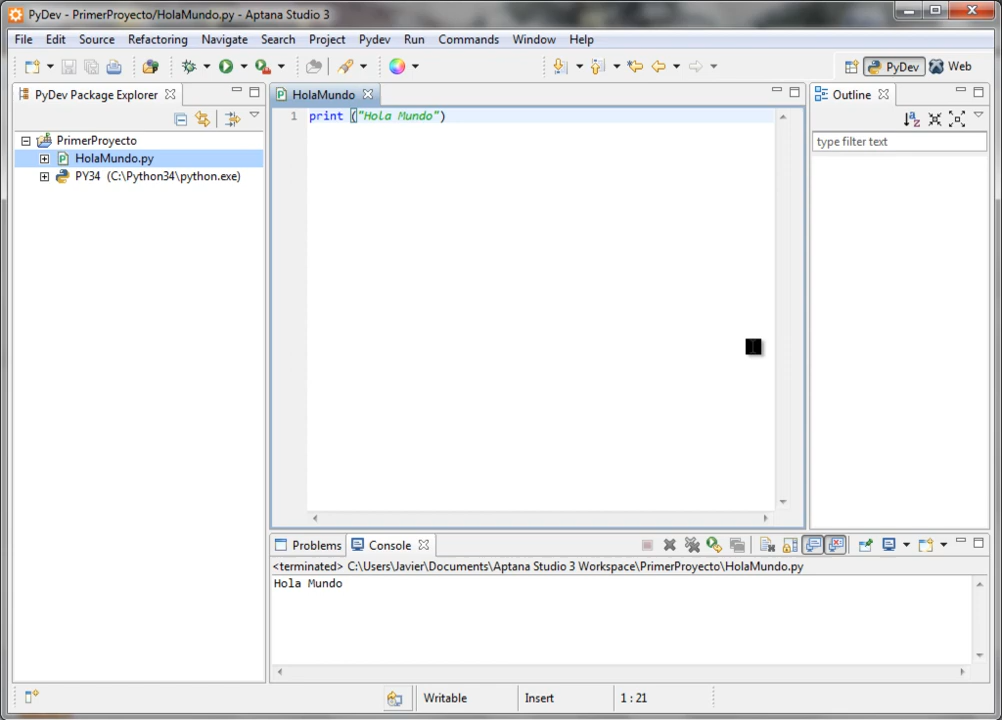 PyDev - PrimerProyecto/HolaMundo.py - Aptana Studio 3
File Edit Source Refactoring Navigate Search Project Pydev Run Commands Window Help
PyDev Web
PyDev Package Explorer
PrimerProyecto
HolaMundo.py
PY34 (C:\Python34\python.exe)
HolaMundo
1 print ("Hola Mundo")
Outline
type filter text
Problems Console
<terminated> C:\Users\Javier\Documents\Aptana Studio 3 Workspace\PrimerProyecto\HolaMundo.py
Hola Mundo
Writable Insert 1 : 21